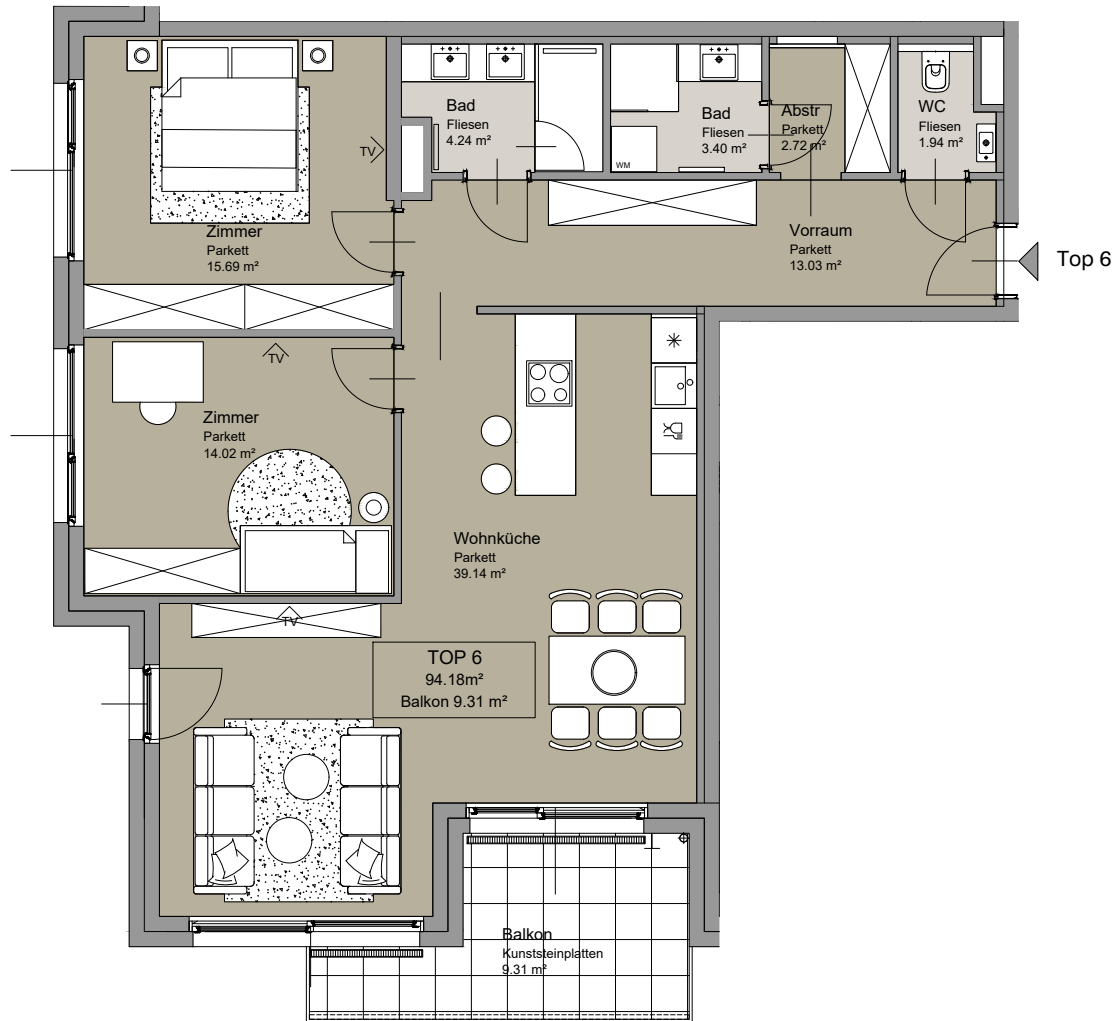 Bad
Fliesen
4.24 m²
Bad
Fliesen
3.40 m²
WM
Abstr
Parkett
2.72 m²
WC
Fliesen
1.94 m²
TV
Zimmer
Parkett
15.69 m²
Vorraum
Parkett
13.03 m²
Top 6
TV
Zimmer
Parkett
14.02 m²
Wohnküche
Parkett
39.14 m²
TV
TOP 6
94.18m²
Balkon 9.31 m²
Balkon
Kunststeinplatten
9.31 m²